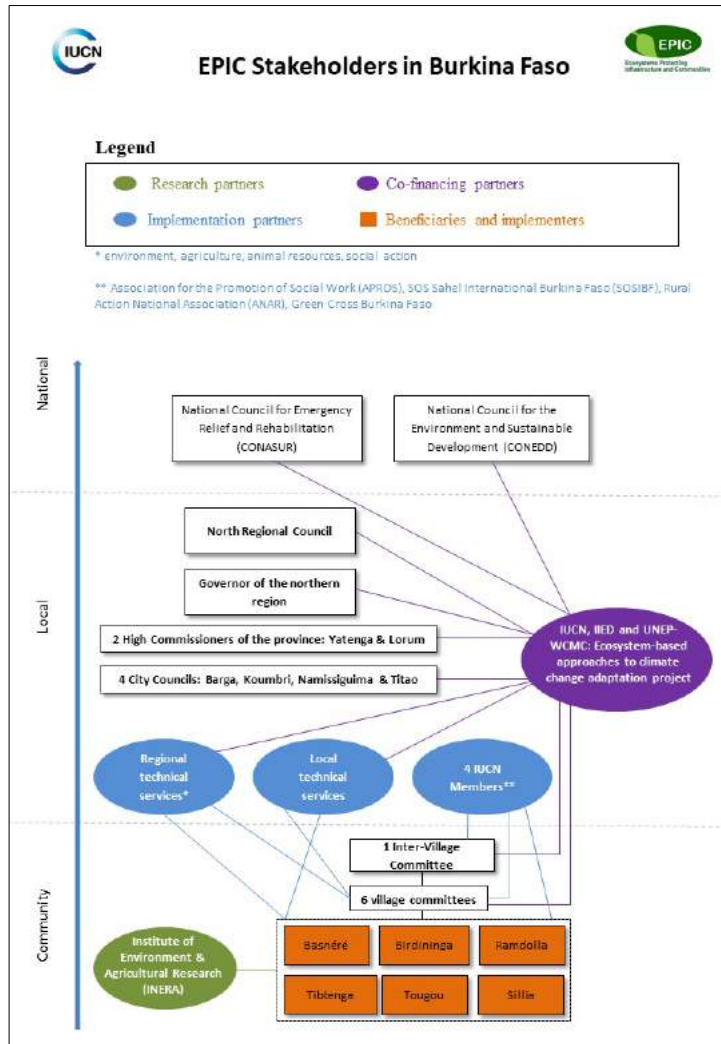 IUCN
EPIC
Ecosystems Protecting
Infrastructure and Communities
EPIC Stakeholders in Burkina Faso
Legend
Research partners
Co-financing partners
Implementation partners
Beneficiaries and implementers
* environment, agriculture, animal resources, social action
** Association for the Promotion of Social Work (APROS), SOS Sahel International Burkina Faso (SOSIBF), Rural
Action National Association (ANAR), Green Cross Burkina Faso
National
National Council for Emergency
Relief and Rehabilitation
(CONASUR)
National Council for the
Environment and Sustainable
Development (CONEDD)
Local
North Regional Council
Governor of the northern
region
2 High Commissioners of the province: Yatenga & Lorum
4 City Councils: Barga, Koumbri, Namissiguima & Titao
IUCN, IIED and UNEP-
WCMC: Ecosystem-based
approaches to climate
change adaptation project
Regional
technical
services*
Local
technical
services
4 IUCN
Members**
Community
1 Inter-Village
Committee
6 village committees
Institute of
Environment &
Agricultural Research
(INERA)
Basnéré
Birdininga
Ramdolla
Tibtenga
Tougou
Sillia